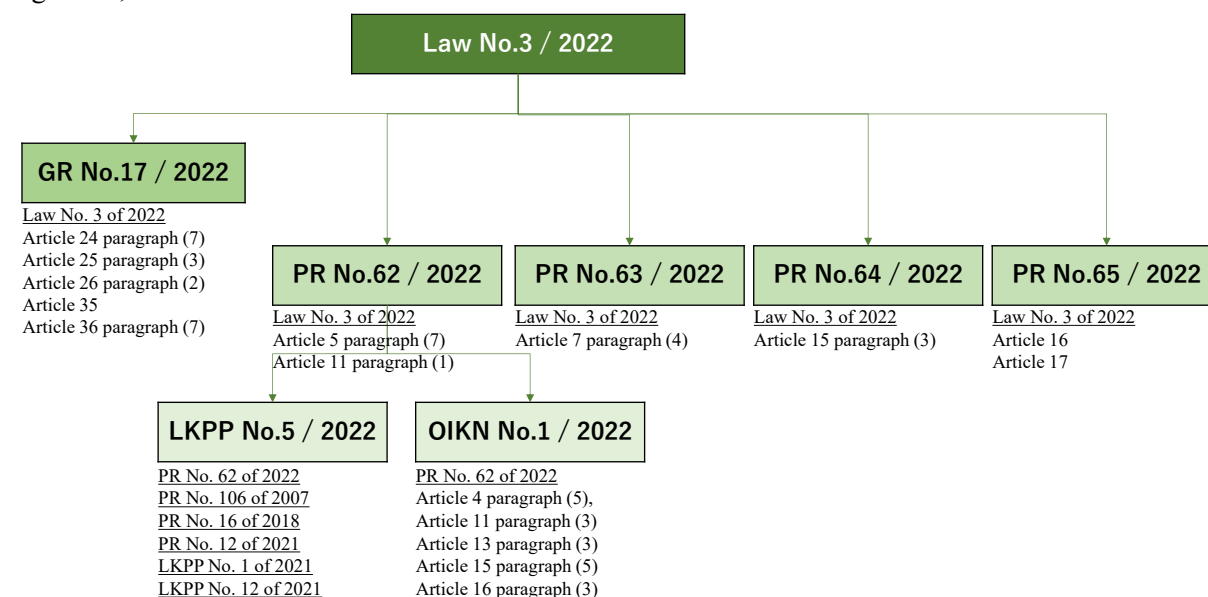 Law No.3 / 2022
GR No.17 / 2022
Law No. 3 of 2022
Article 24 paragraph (7)
Article 25 paragraph (3)
Article 26 paragraph (2)
Article 35
Article 36 paragraph (7)
PR No.62 / 2022
Law No. 3 of 2022
Article 5 paragraph (7)
Article 11 paragraph (1)
PR No.63 / 2022
Law No. 3 of 2022
Article 7 paragraph (4)
PR No.64 / 2022
Law No. 3 of 2022
Article 15 paragraph (3)
PR No.65 / 2022
Law No. 3 of 2022
Article 16
Article 17
LKPP No.5 / 2022
PR No. 62 of 2022
PR No. 106 of 2007
PR No. 16 of 2018
PR No. 12 of 2021
LKPP No. 1 of 2021
LKPP No. 12 of 2021
OIKN No.1 / 2022
PR No. 62 of 2022
Article 4 paragraph (5),
Article 11 paragraph (3)
Article 13 paragraph (3)
Article 15 paragraph (5)
Article 16 paragraph (3)